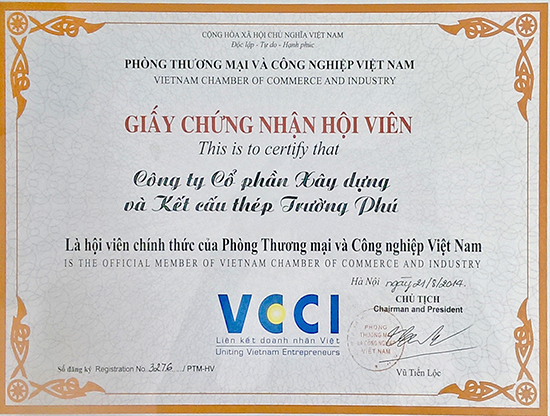 CỘNG HÒA XÃ HỘI CHỦ NGHĨA VIỆT NAM
Độc lập - Tự do - Hạnh phúc
PHÒNG THƯƠNG MẠI VÀ CÔNG NGHIỆP VIỆT NAM
VIETNAM CHAMBER OF COMMERCE AND INDUSTRY
GIẤY CHỨNG NHẬN HỘI VIÊN
This is to certify that
Công ty Cổ phần Xây dựng
và Kết cấu thép Trường Phú
Là hội viên chính thức của Phòng Thương mại và Công nghiệp Việt Nam
IS THE OFFICIAL MEMBER OF VIETNAM CHAMBER OF COMMERCE AND INDUSTRY
Hà Nội ngày 21/8/2014
CHỦ TỊCH
Chairman and President
VCCI
Liên kết doanh nhân Việt
Uniting Vietnam Entrepreneurs
PHÒNG
THƯƠNG MẠI
VÀ CÔNG NGHIỆP
VIỆT NAM
Số đăng ký Registration No. 3276 /PTM-HV
Vũ Tiến Lộc